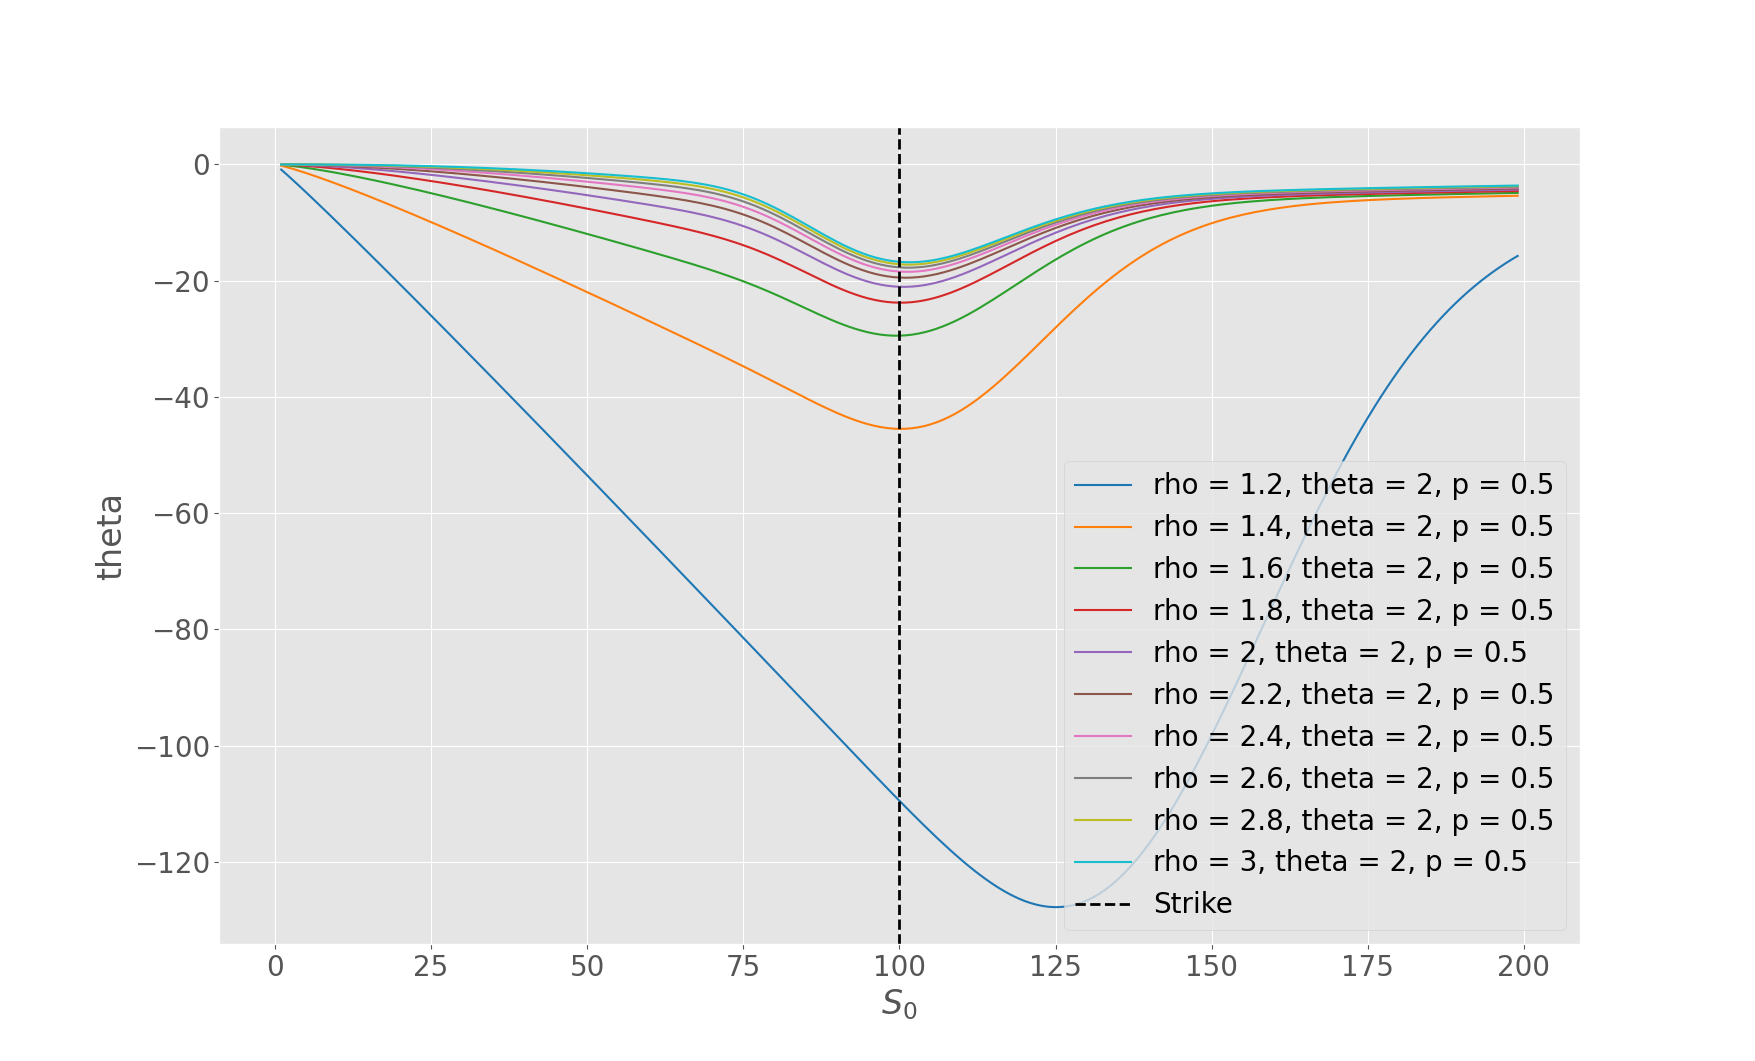 theta
0
−20
−40
−60
−80
−100
−120
rho = 1.2, theta = 2, p = 0.5
rho = 1.4, theta = 2, p = 0.5
rho = 1.6, theta = 2, p = 0.5
rho = 1.8, theta = 2, p = 0.5
rho = 2, theta = 2, p = 0.5
rho = 2.2, theta = 2, p = 0.5
rho = 2.4, theta = 2, p = 0.5
rho = 2.6, theta = 2, p = 0.5
rho = 2.8, theta = 2, p = 0.5
rho = 3, theta = 2, p = 0.5
Strike
0 25 50 75 100 125 150 175 200
S₀